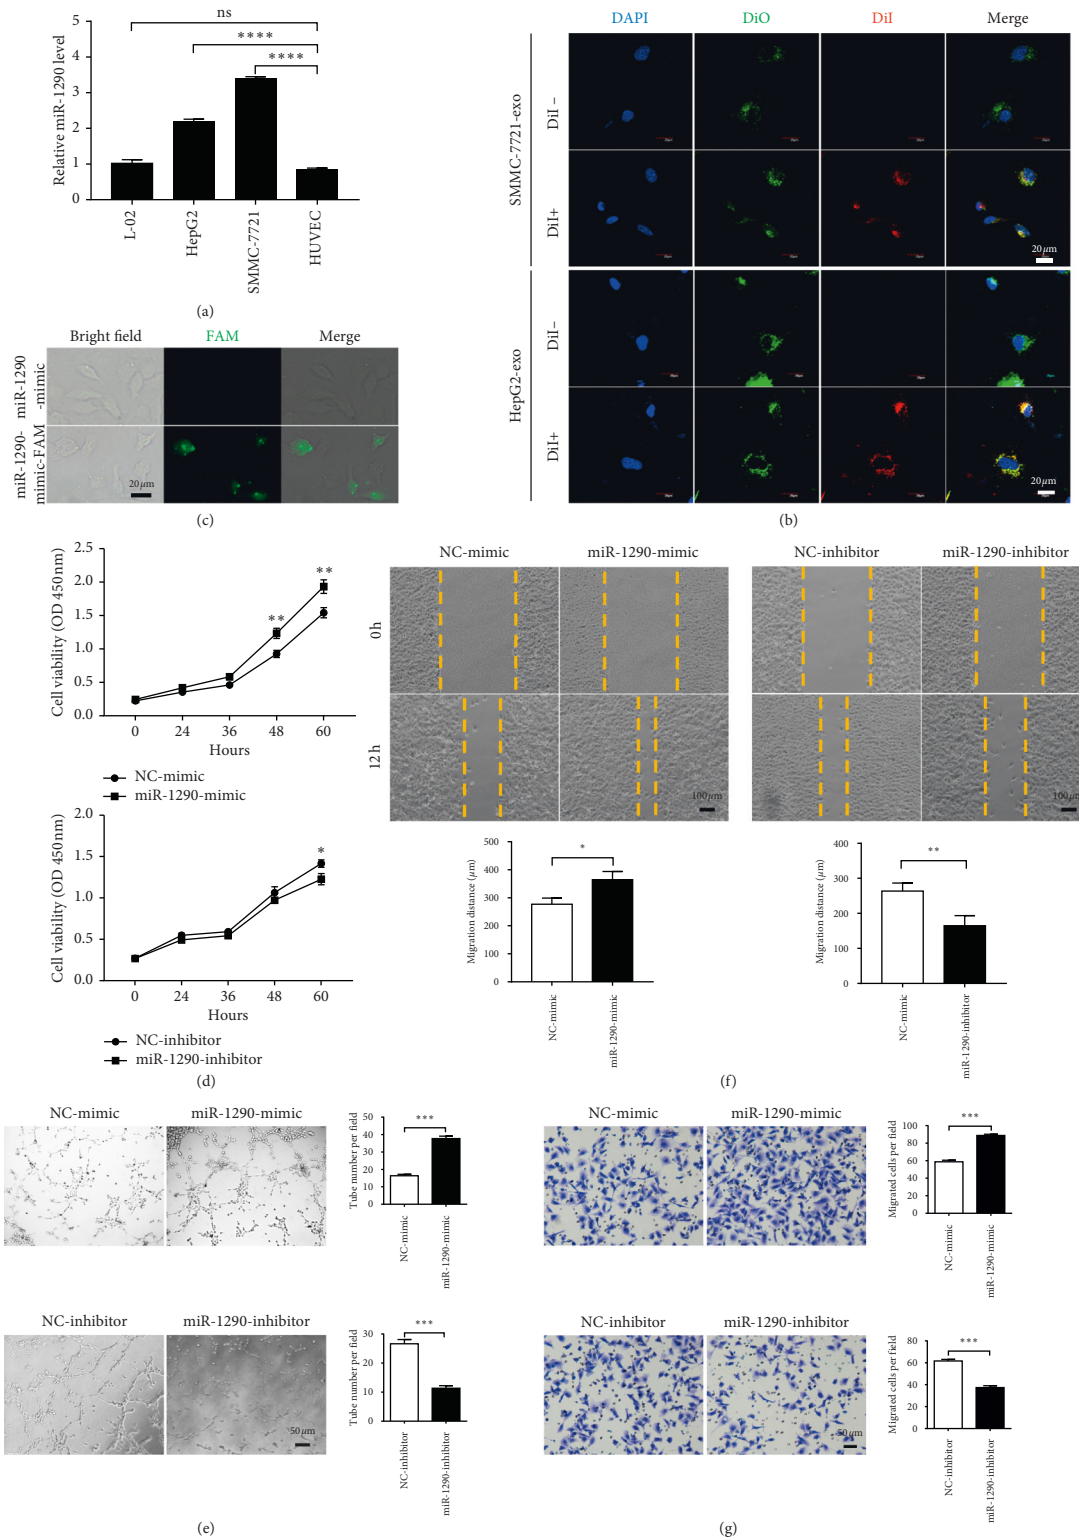 ns
****
****
Relative miR-1290 level
5
4
3
2
1
0
L-02
HepG2
SMMC-7721
HUVEC
(a)
DAPI
DiO
DiI
Merge
SMMC-7721-exo
DiI −
DiI+
20 μm
HepG2-exo
DiI −
DiI+
20 μm
(b)
Bright field
FAM
Merge
miR-1290
-mimic
miR-1290-
mimic-FAM
20 μm
(c)
Cell viability (OD 450 nm)
2.5
2.0
1.5
1.0
0.5
0.0
**
**
0
24
36
48
60
Hours
NC-mimic
miR-1290-mimic
Cell viability (OD 450 nm)
2.0
1.5
1.0
0.5
0.0
*
0
24
36
48
60
Hours
NC-inhibitor
miR-1290-inhibitor
(d)
NC-mimic
miR-1290-mimic
NC-inhibitor
miR-1290-inhibitor
0 h
12 h
100 μm
100 μm
Migration distance (μm)
500
400
300
200
100
0
*
NC-mimic
miR-1290-mimic
Migration distance (μm)
400
300
200
100
0
**
NC-mimic
miR-1290-inhibitor
(f)
NC-mimic
miR-1290-mimic
Tube number per field
50
40
30
20
10
0
***
NC-mimic
miR-1290-mimic
NC-inhibitor
miR-1290-inhibitor
50 μm
Tube number per field
30
20
10
0
***
NC-inhibitor
miR-1290-inhibitor
(e)
NC-mimic
miR-1290-mimic
Migrated cells per field
100
80
60
40
20
0
***
NC-mimic
miR-1290-mimic
NC-inhibitor
miR-1290-inhibitor
50 μm
Migrated cells per field
80
60
40
20
0
***
NC-inhibitor
miR-1290-inhibitor
(g)